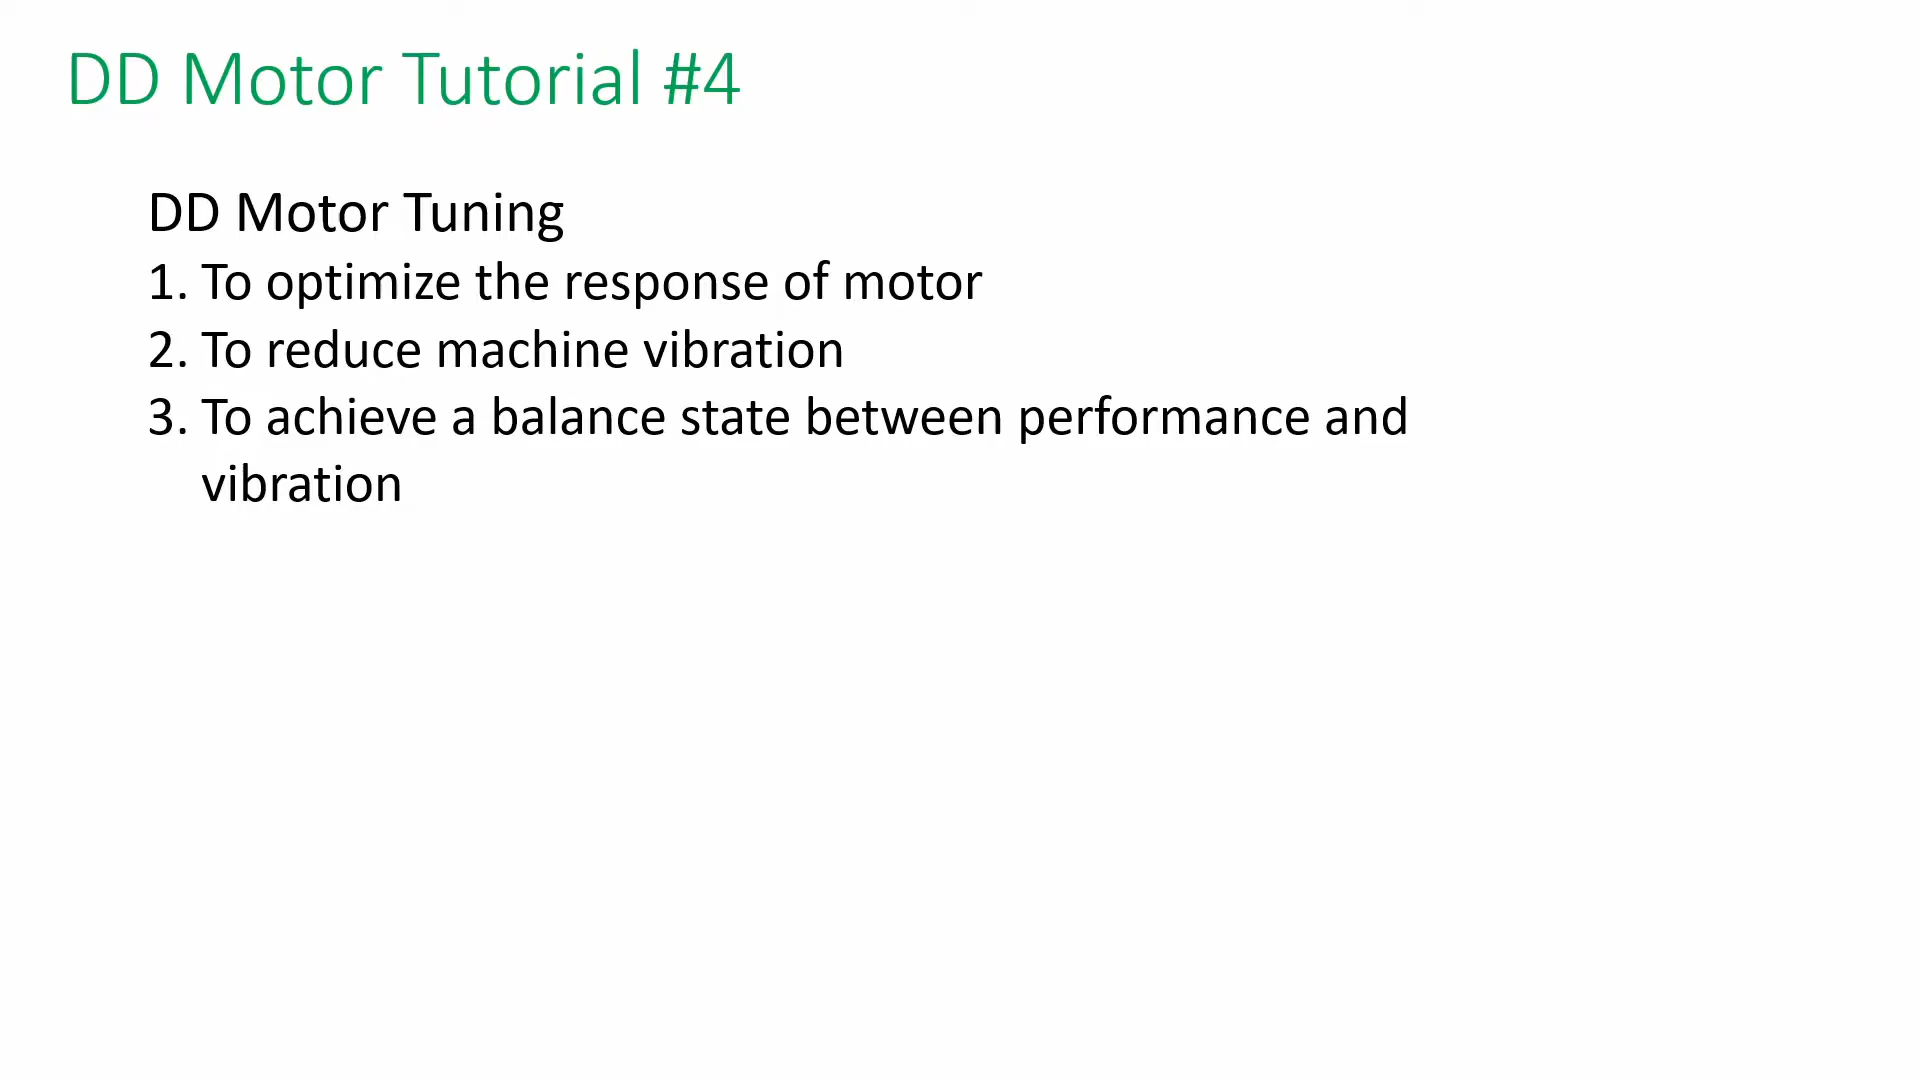 DD Motor Tutorial #4
DD Motor Tuning
1. To optimize the response of motor
2. To reduce machine vibration
3. To achieve a balance state between performance and
vibration